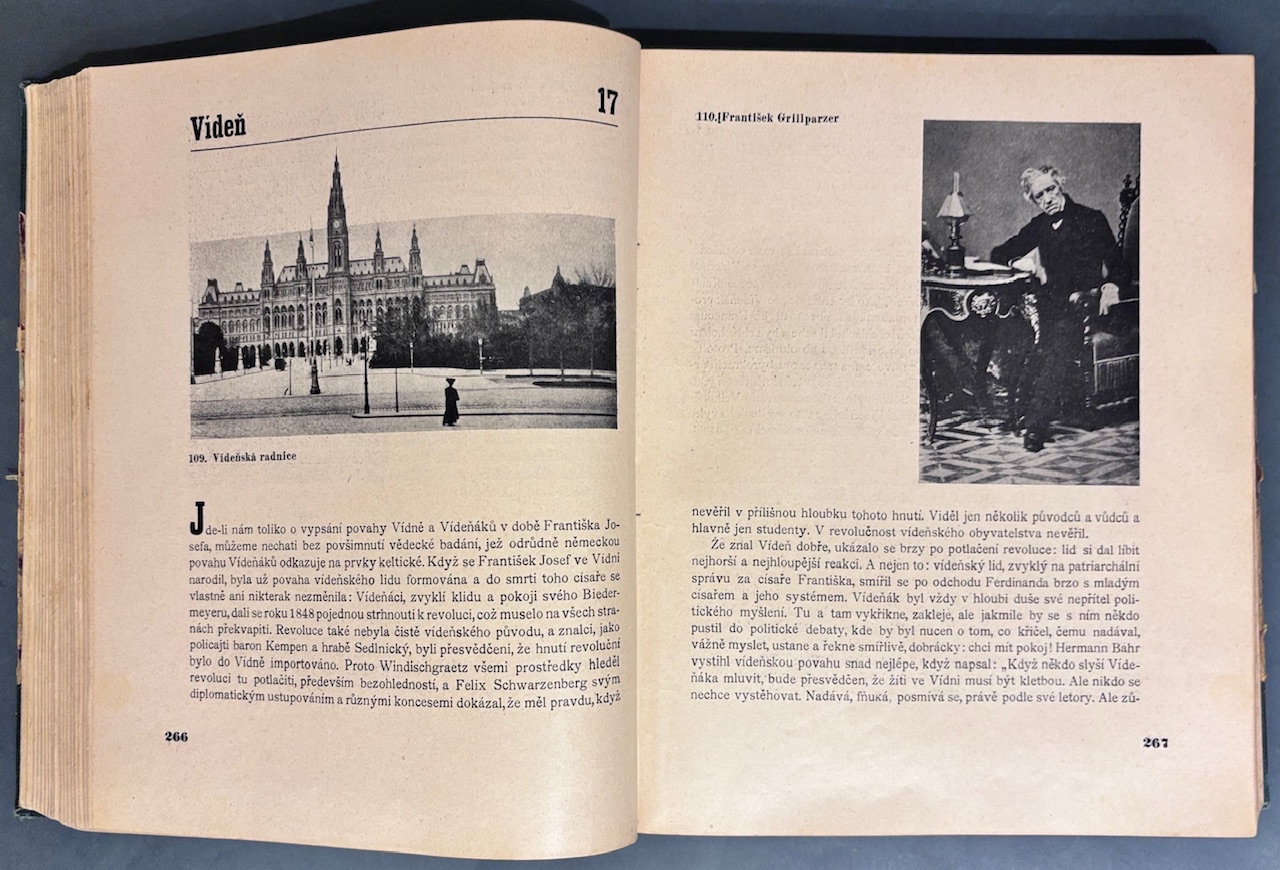 Vídeň
17
109. Vídeňská radnice
Jde-li nám toliko o vypsání povahy Vídně a Vídeňáků v době Františka Jo-
sefa, můžeme nechati bez povšimnutí vědecké badání, jež odrůdně německou
povahu Vídeňáků odkazuje na prvky keltické. Když se František Josef ve Vídni
narodil, byla už povaha vídeňského lidu formována a do smrti toho císaře se
vlastně ani nikterak nezměnila: Vídeňáci, zvyklí klidu a pokoji svého Bieder-
meyeru, dali se roku 1848 pojednou strhnouti k revoluci, což muselo na všech stra-
nách překvapiti. Revoluce také nebyla čistě vídeňského původu, a znalci, jako
policajti baron Kempen a hrabě Sedlnický, byli přesvědčeni, že hnutí revoluční
bylo do Vídně importováno. Proto Windischgraetz všemi prostředky hleděl
revoluci tu potlačiti, především bezohledností, a Felix Schwarzenberg svým
diplomatickým ustupováním a různými koncesemi dokázal, že měl pravdu, když
266
110. František Grillparzer
nevěřil v přílišnou hloubku tohoto hnutí. Viděl jen několik původců a vůdců a
hlavně jen studenty. V revolučnost vídeňského obyvatelstva nevěřil.
Že znal Vídeň dobře, ukázalo se brzy po potlačení revoluce: lid si dal líbit
nejhorší a nejhloupější reakci. A nejen to: vídeňský lid, zvyklý na patriarchální
správu za císaře Františka, smířil se po odchodu Ferdinanda brzo s mladým
císařem a jeho systémem. Vídeňák byl vždy v hloubi duše své nepřítel poli-
tického myšlení. Tu a tam vykřikne, zakleje, ale jakmile by se s ním někdo
pustil do politické debaty, kde by byl nucen o tom, co křičel, čemu nadával,
vážně myslet, ustane a řekne smířlivě, dobrácky: chci mít pokoj! Hermann Bahr
vystihl vídeňskou povahu snad nejlépe, když napsal: „Když někdo slyší Víde-
ňáka mluvit, bude přesvědčen, že žíti ve Vídni musí být kletbou. Ale nikdo se
nechce vystěhovat. Nadává, fňuká, posmívá se, právě podle své letory. Ale zů-
267